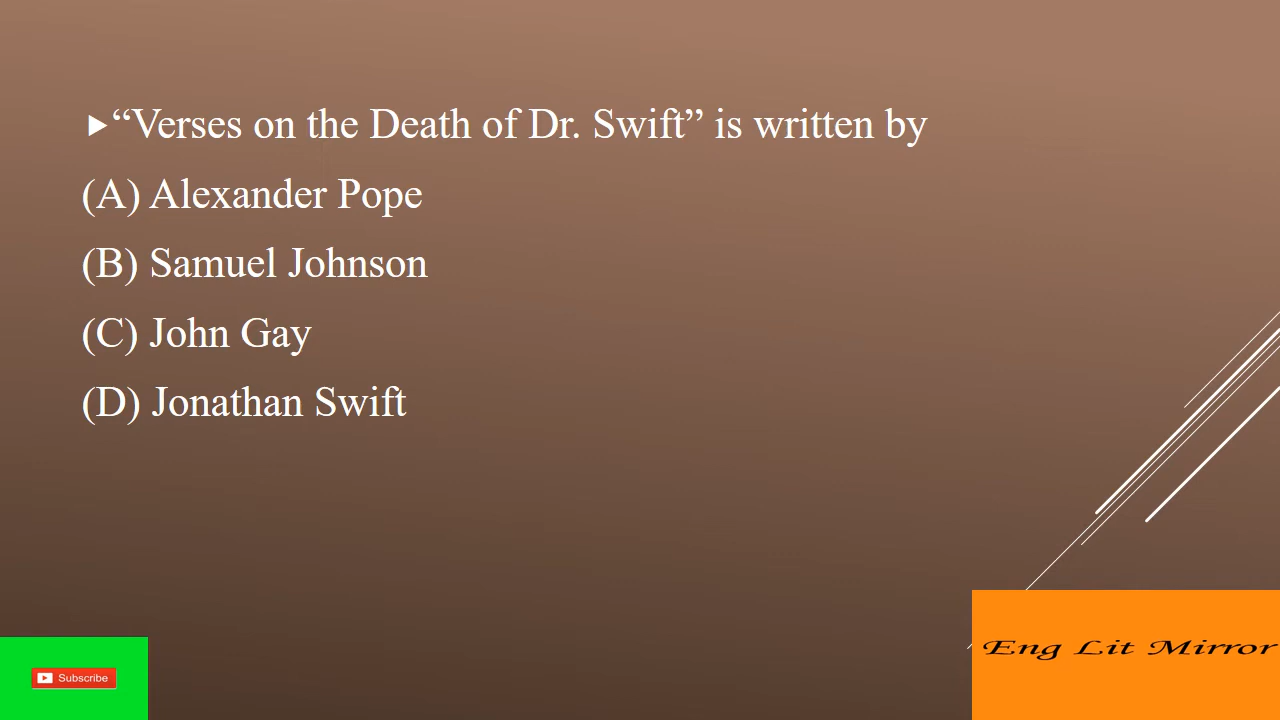 “Verses on the Death of Dr. Swift” is written by
(A) Alexander Pope
(B) Samuel Johnson
(C) John Gay
(D) Jonathan Swift
Eng Lit Mirror
Subscribe